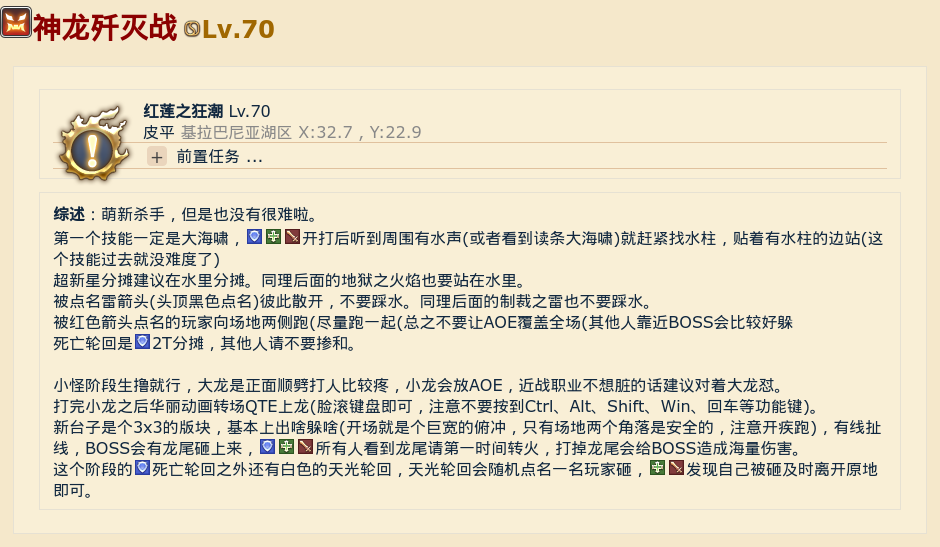 神龙歼灭战 Lv.70
红莲之狂潮 Lv.70
皮平 基拉巴尼亚湖区 X:32.7 , Y:22.9
+ 前置任务 ...
综述：萌新杀手，但是也没有很难啦。
第一个技能一定是大海啸，开打后听到周围有水声(或者看到读条大海啸)就赶紧找水柱，贴着有水柱的边站(这
个技能过去就没难度了)
超新星分摊建议在水里分摊。同理后面的地狱之火焰也要站在水里。
被点名雷箭头(头顶黑色点名)彼此散开，不要踩水。同理后面的制裁之雷也不要踩水。
被红色箭头点名的玩家向场地两侧跑(尽量跑一起(总之不要让AOE覆盖全场(其他人靠近BOSS会比较好躲
死亡轮回是2T分摊，其他人请不要掺和。
小怪阶段生撸就行，大龙是正面顺劈打人比较疼，小龙会放AOE，近战职业不想脏的话建议对着大龙怼。
打完小龙之后华丽动画转场QTE上龙(脸滚键盘即可，注意不要按到Ctrl、Alt、Shift、Win、回车等功能键)。
新台子是个3x3的版块，基本上出啥躲啥(开场就是个巨宽的俯冲，只有场地两个角落是安全的，注意开疾跑)，有线扯
线，BOSS会有龙尾砸上来，所有人看到龙尾请第一时间转火，打掉龙尾会给BOSS造成海量伤害。
这个阶段的死亡轮回之外还有白色的天光轮回，天光轮回会随机点名一名玩家砸，发现自己被砸及时离开原地
即可。